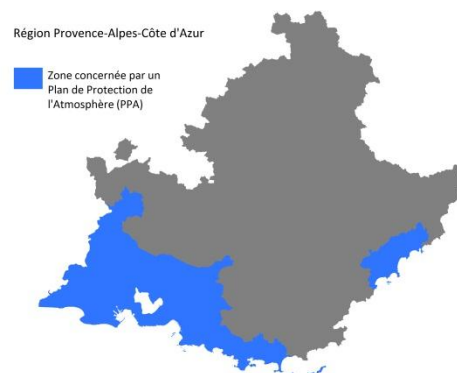 Région Provence-Alpes-Côte d'Azur
Zone concernée par un
Plan de Protection de
l'Atmosphère (PPA)